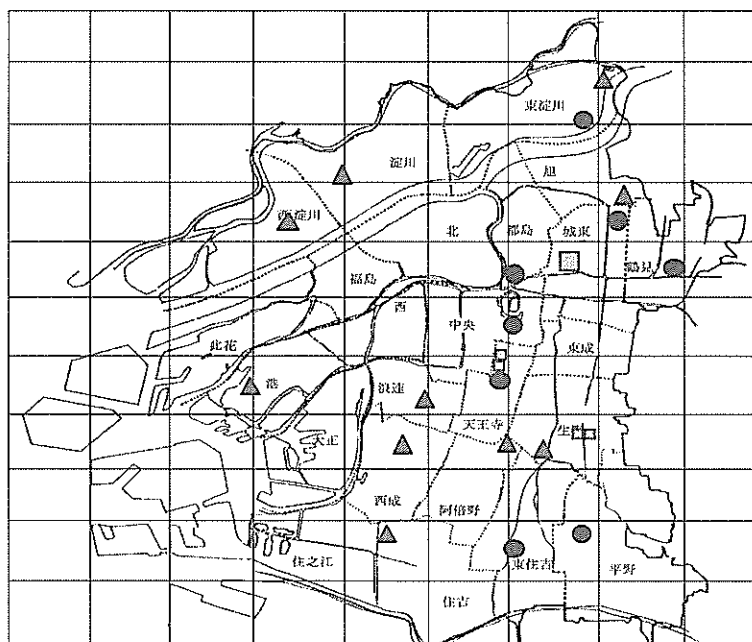 東淀川
淀川
旭
西淀川
北
都島
城東
鶴見
福島
西
中央
此花
東成
港
浪速
大正
天王寺
生野
西成
阿倍野
住之江
東住吉
平野
住吉